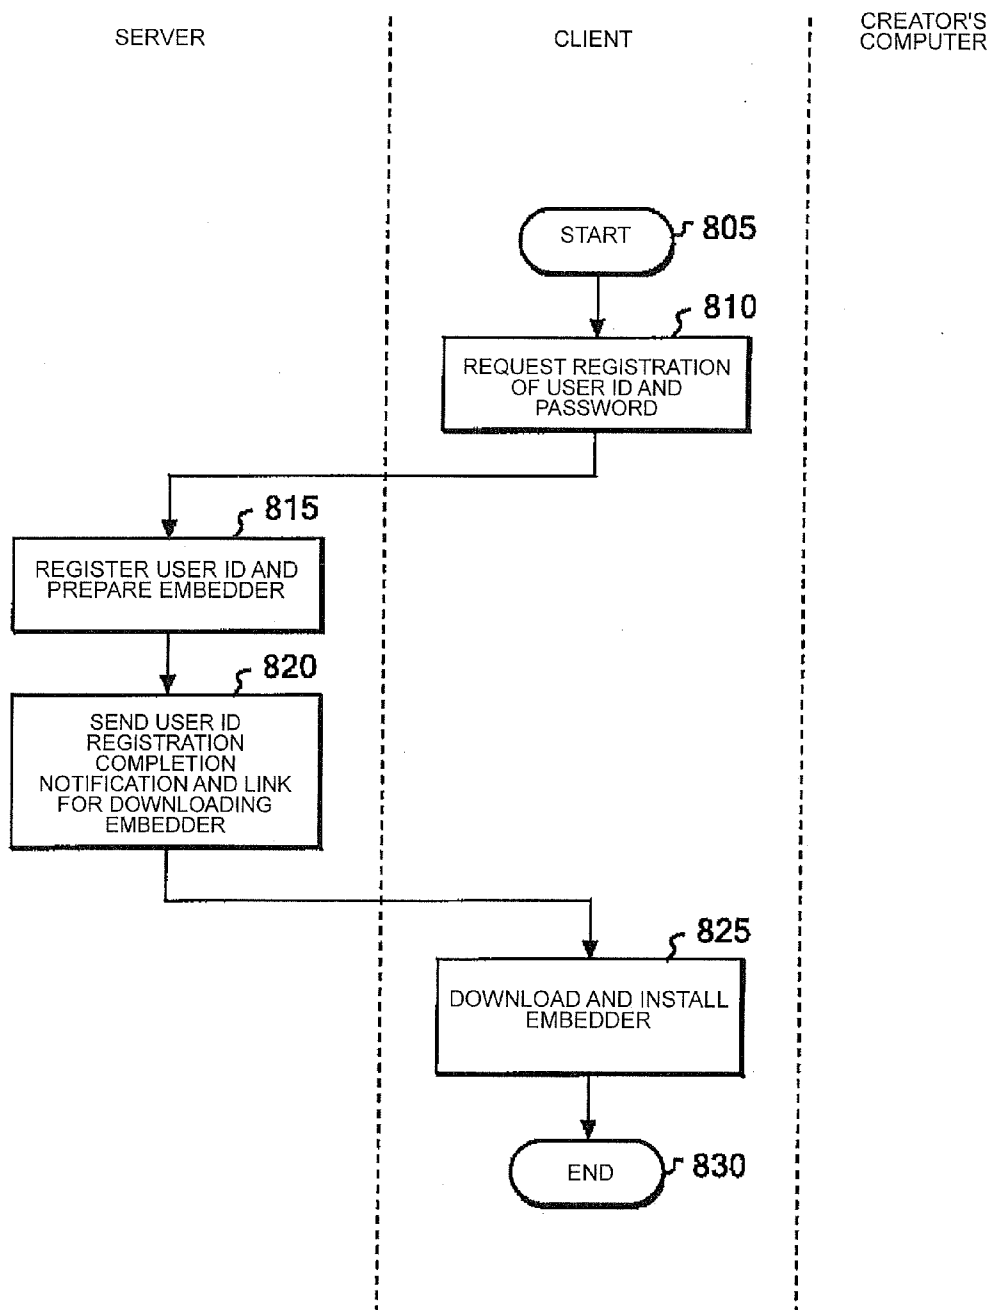 SERVER
CLIENT
CREATOR'S
COMPUTER
START
805
810
REQUEST REGISTRATION
OF USER ID AND
PASSWORD
815
REGISTER USER ID AND
PREPARE EMBEDDER
820
SEND USER ID
REGISTRATION
COMPLETION
NOTIFICATION AND LINK
FOR DOWNLOADING
EMBEDDER
825
DOWNLOAD AND INSTALL
EMBEDDER
END
830